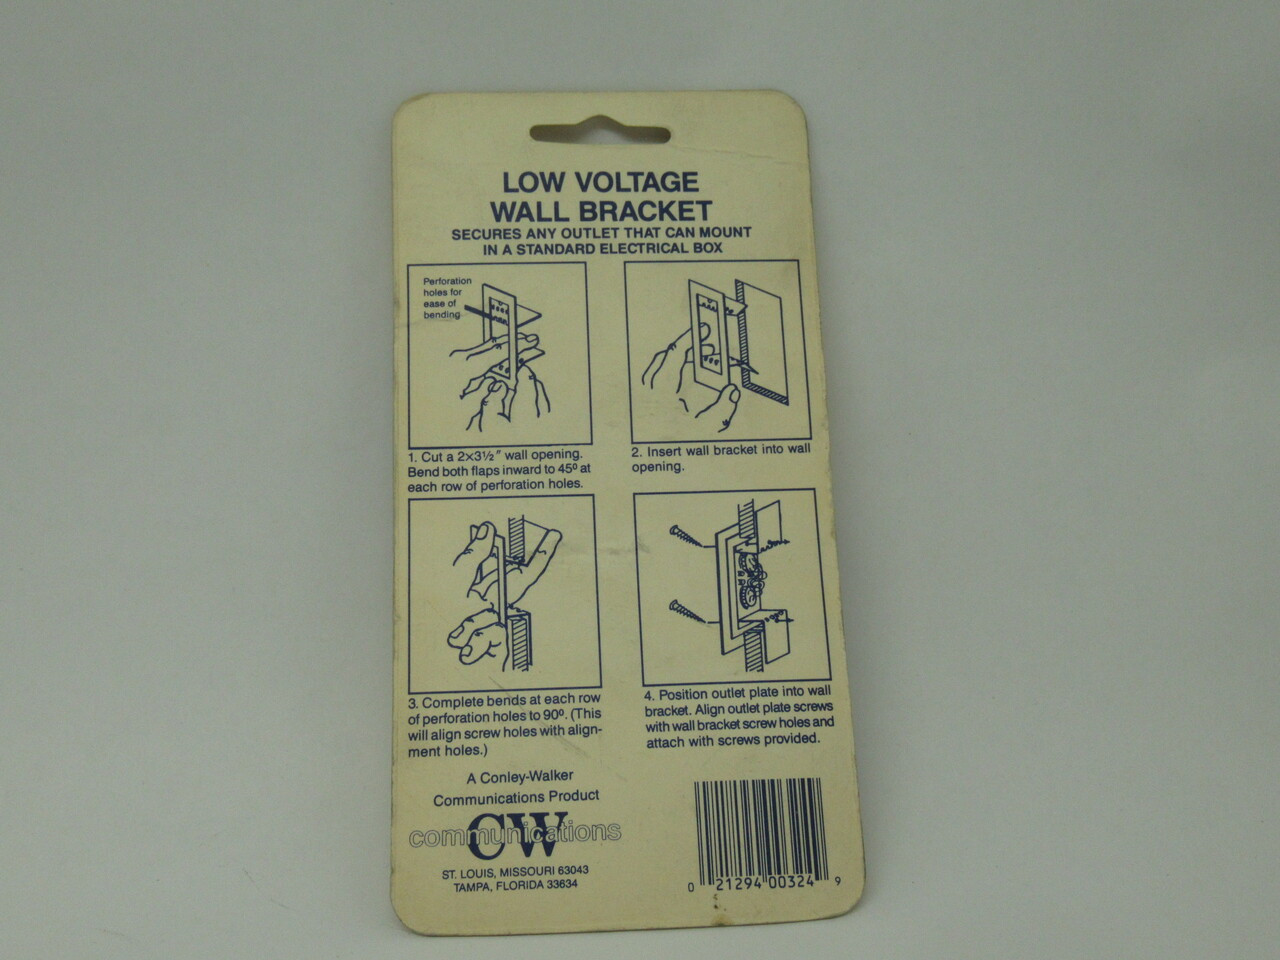 LOW VOLTAGE
WALL BRACKET
SECURES ANY OUTLET THAT CAN MOUNT
IN A STANDARD ELECTRICAL BOX
Perforation
holes for
ease of
bending
1. Cut a 2×3½" wall opening.
Bend both flaps inward to 45º at
each row of perforation holes.
2. Insert wall bracket into wall
opening.
3. Complete bends at each row
of perforation holes to 90º. (This
will align screw holes with align-
ment holes.)
4. Position outlet plate into wall
bracket. Align outlet plate screws
with wall bracket screw holes and
attach with screws provided.
A Conley-Walker
Communications Product
CW
communications
ST. LOUIS, MISSOURI 63043
TAMPA, FLORIDA 33634
0 21294 00324 9